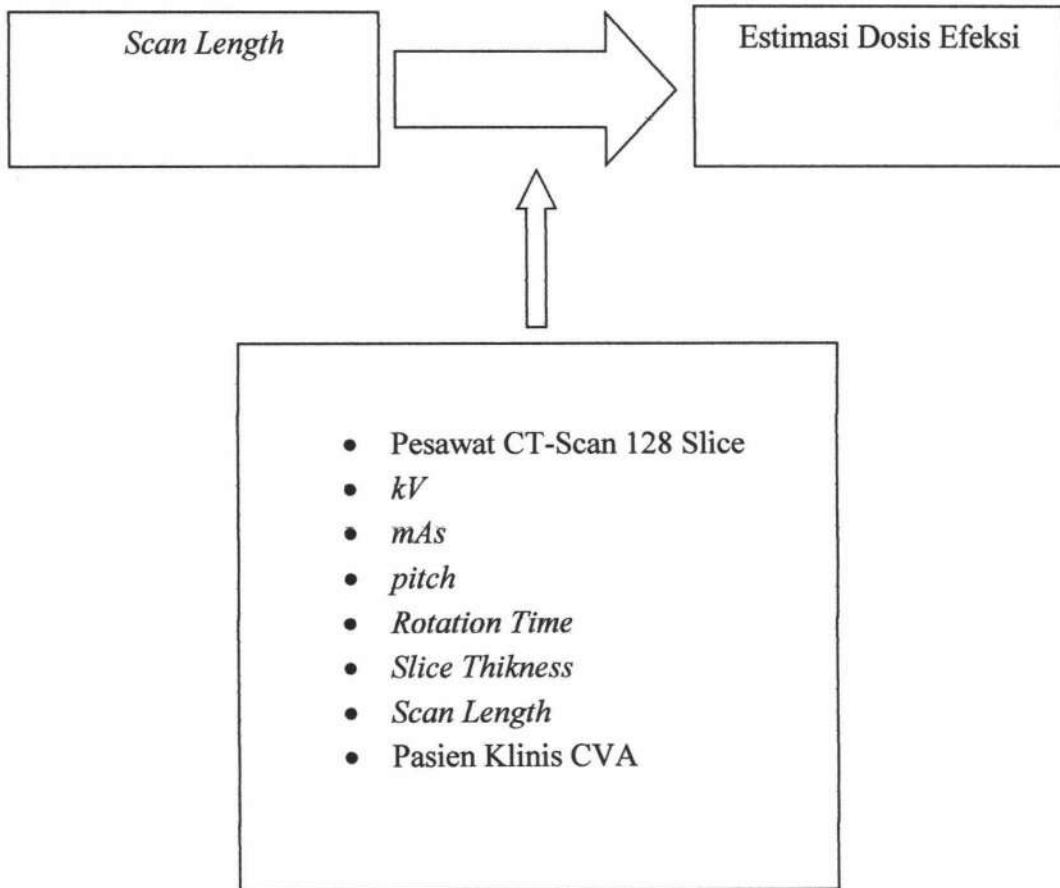 Scan Length
Estimasi Dosis Efeksi
• Pesawat CT-Scan 128 Slice
• kV
• mAs
• pitch
• Rotation Time
• Slice Thikness
• Scan Length
• Pasien Klinis CVA